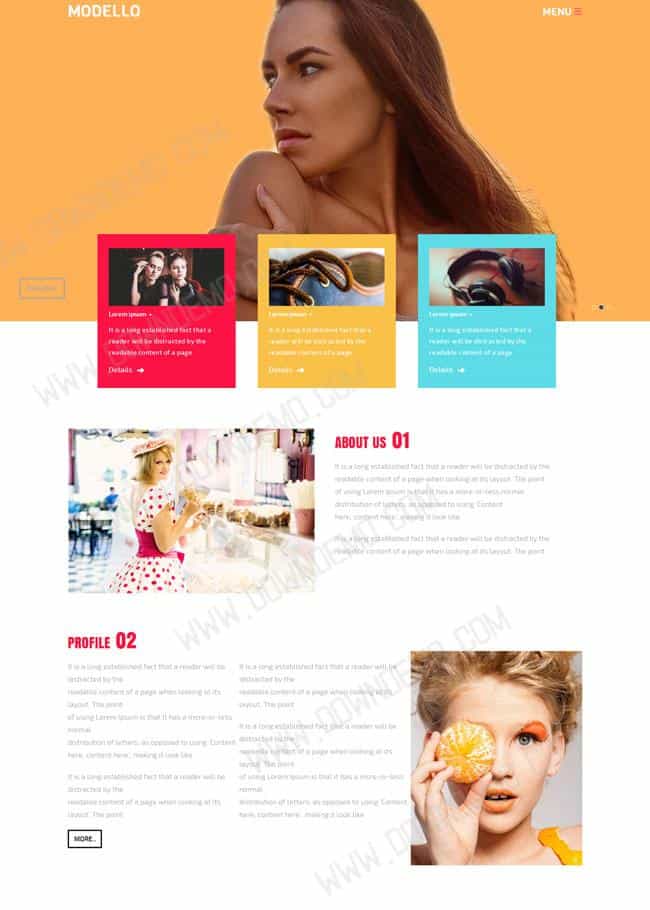 MODELLO
MENU
Lorem ipsum
It is a long established fact that a
reader will be distracted by the
readable content of a page
Details
Lorem ipsum
It is a long established fact that a
reader will be distracted by the
readable content of a page
Details
Lorem ipsum
It is a long established fact that a
reader will be distracted by the
readable content of a page
Details
ABOUT US 01
It is a long established fact that a reader will be distracted by the
readable content of a page when looking at its layout. The point
of using Lorem Ipsum is that it has a more-or-less normal
distribution of letters, as opposed to using 'Content
here, content here', making it look like
It is a long established fact that a reader will be distracted by the
readable content of a page when looking at its layout. The point
PROFILE 02
It is a long established fact that a reader will be
distracted by the
readable content of a page when looking at its
layout. The point
of using Lorem Ipsum is that it has a more-or-less
normal
distribution of letters, as opposed to using 'Content
here, content here', making it look like
It is a long established fact that a reader will be
distracted by the
readable content of a page when looking at its
layout. The point
MORE..
It is a long established fact that a reader will be
distracted by the
readable content of a page when looking at its
layout. The point
It is a long established fact that a reader will be
distracted by the
readable content of a page when looking at its
layout. The point
of using Lorem Ipsum is that it has a more-or-less
normal
distribution of letters, as opposed to using 'Content
here, content here', making it look like
WWW.DOWNDEMO.COM
WWW.DOWNDEMO.COM
WWW.DOWNDEMO.COM
WWW.DOWNDEMO.COM